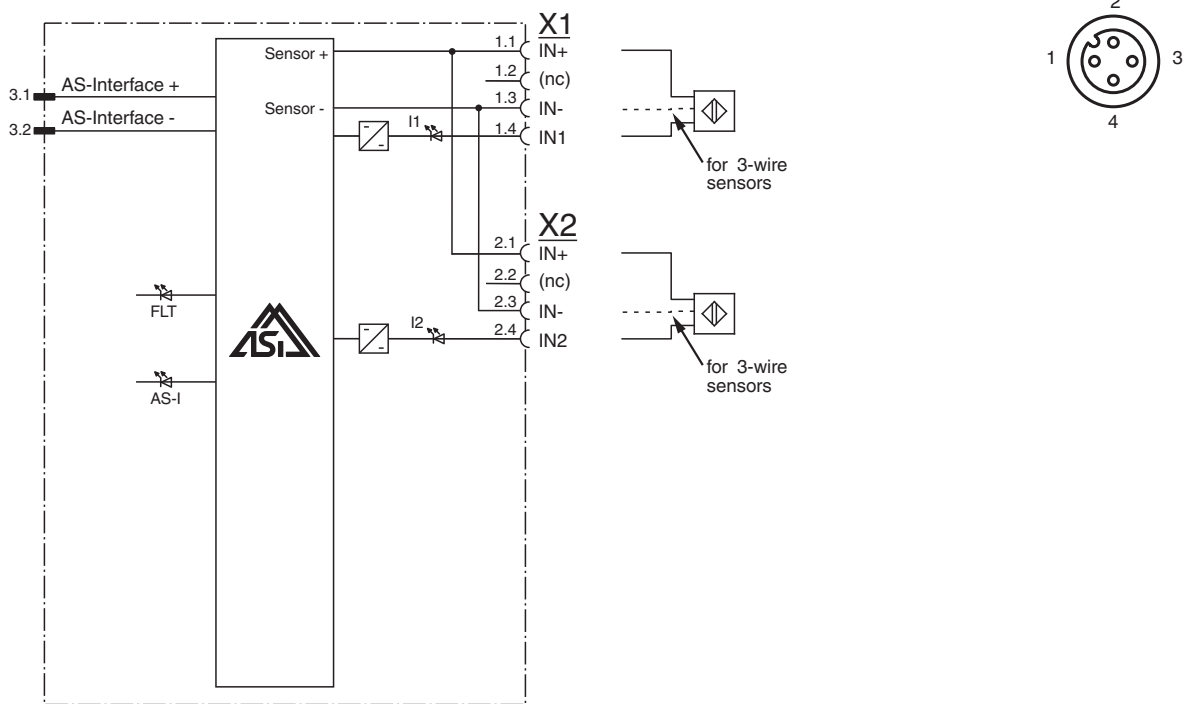 X1
2
1.1
IN+
Sensor +
1.2
(nc)
1 3
AS-Interface +
3.1
Sensor -
1.3
IN-
AS-Interface -
3.2
I1
1.4
IN1
4
for 3-wire
sensors
X2
2.1
IN+
2.2
(nc)
FLT
2.3
IN-
ASi
I2
2.4
IN2
for 3-wire
sensors
AS-I